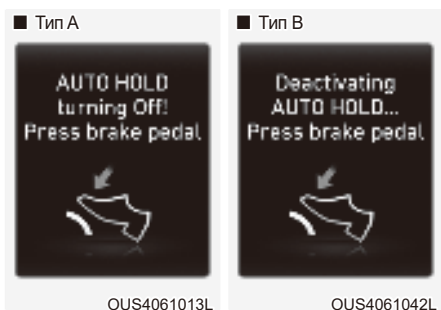 ■ Тип A
AUTO HOLD
turning Off!
Press brake pedal
OUS4061013L
■ Тип B
Deactivating
AUTO HOLD...
Press brake pedal
OUS4061042L